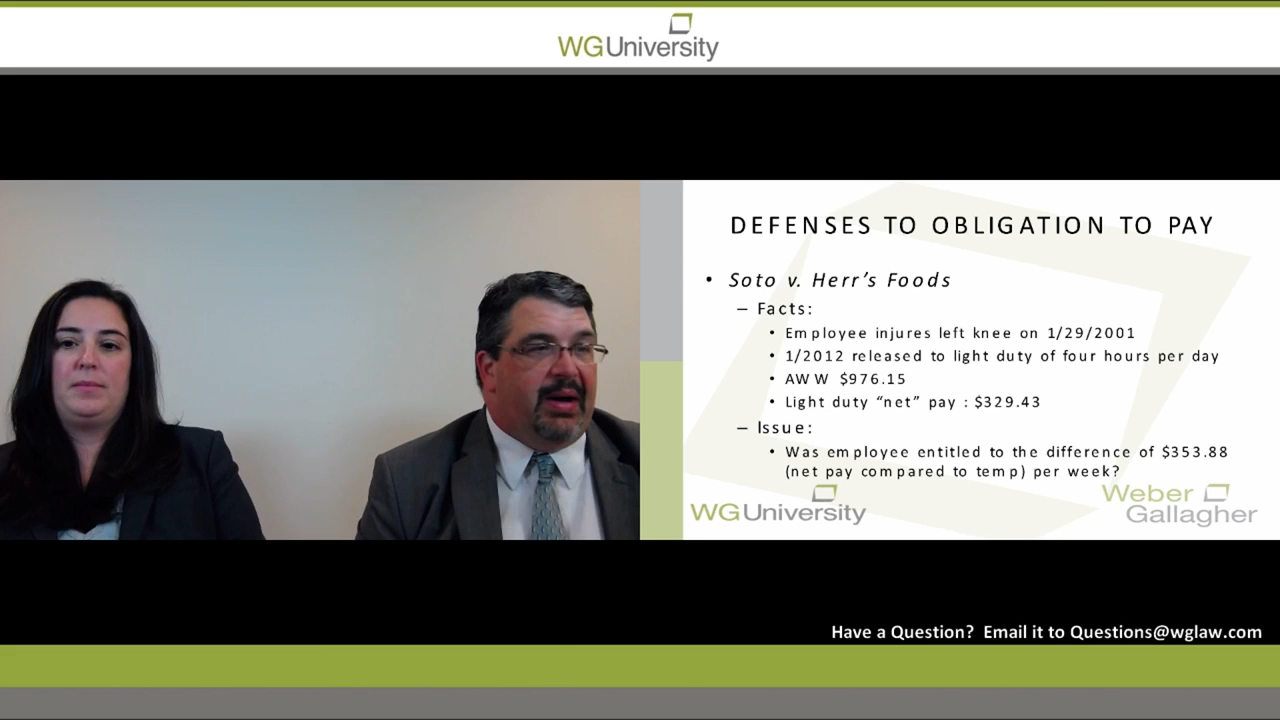 WGUniversity
DEFENSES TO OBLIGATION TO PAY
• Soto v. Herr's Foods
– Facts:
• Employee injures left knee on 1/29/2001
• 1/2012 released to light duty of four hours per day
• AWW $976.15
• Light duty "net" pay : $329.43
– Issue:
• Was employee entitled to the difference of $353.88
(net pay compared to temp) per week?
WGUniversity
Weber
Gallagher
Have a Question? Email it to Questions@wglaw.com